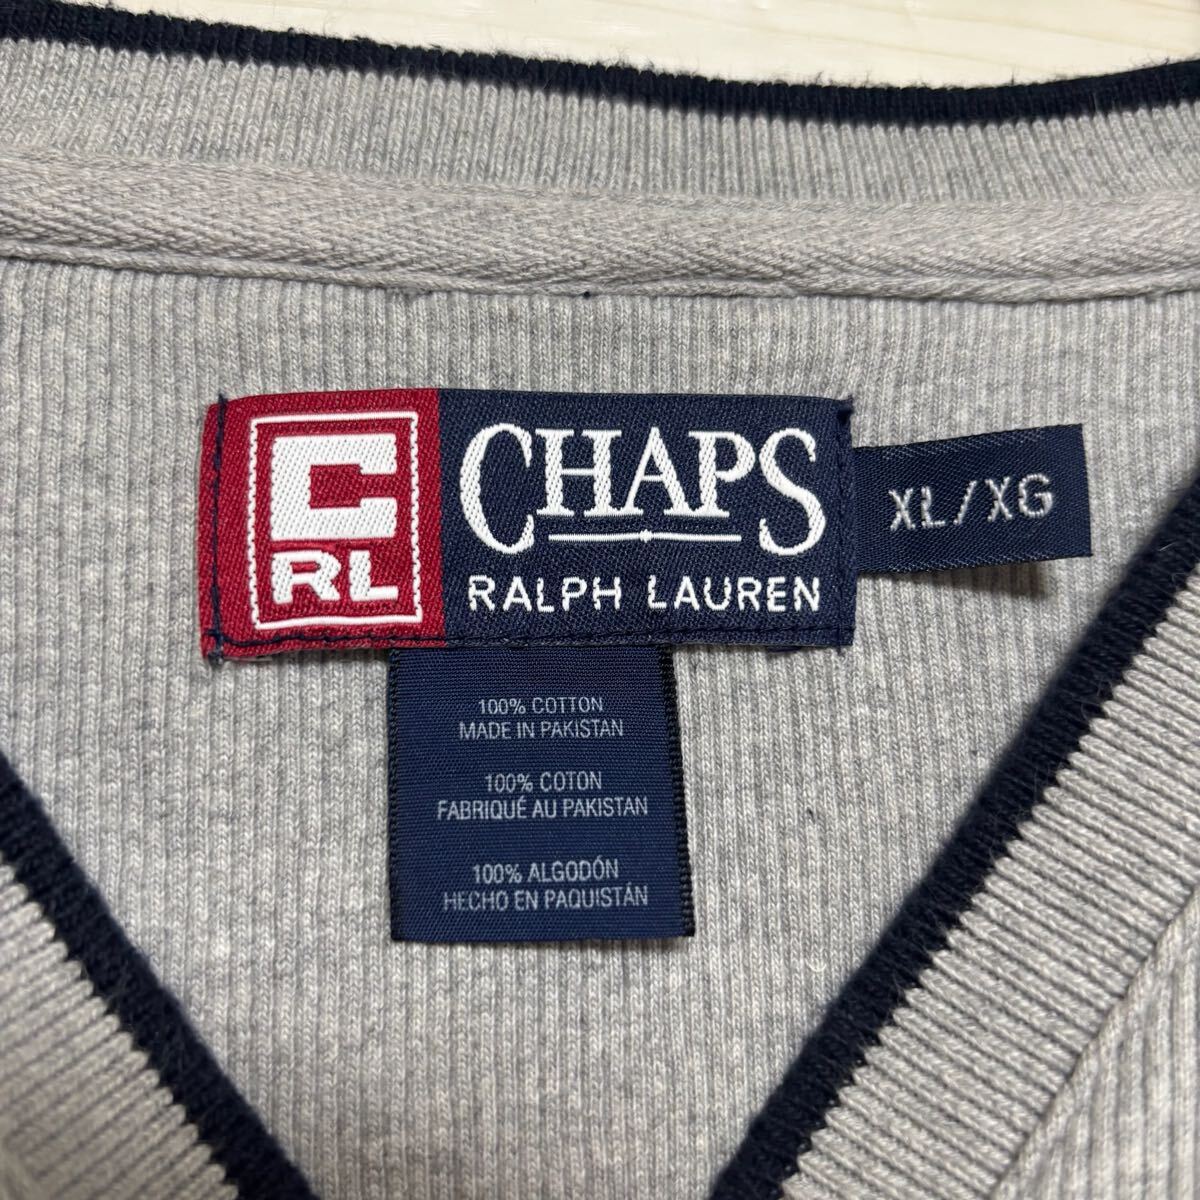 C
RL
CHAPS
RALPH LAUREN
XL/XG
100% COTTON
MADE IN PAKISTAN
100% COTON
FABRIQUÉ AU PAKISTAN
100% ALGODÓN
HECHO EN PAQUISTÁN